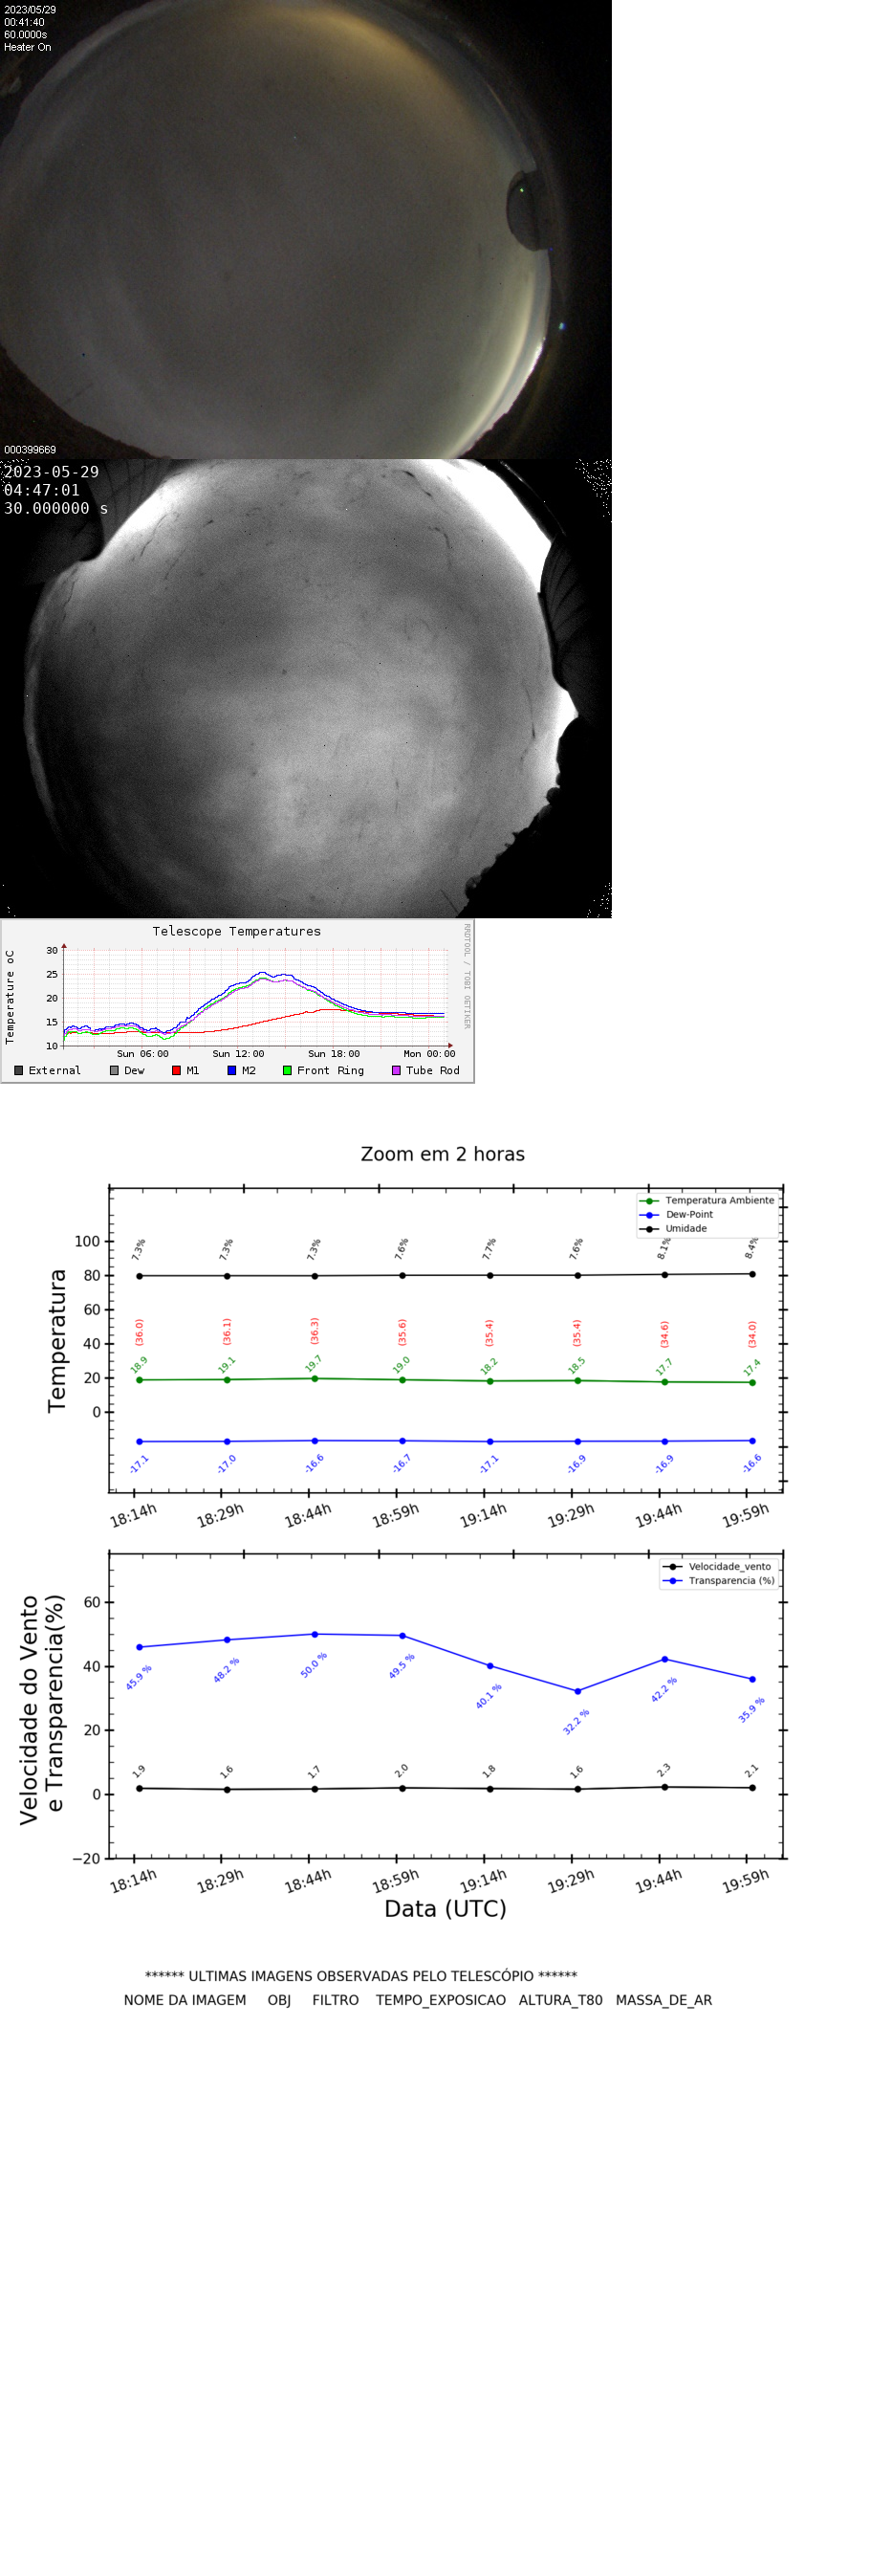 2023/05/29
00:41:40
60.0000s
Heater On
000399669
2023-05-29
04:47:01
30.000000 s
Telescope Temperatures
RRDTOOL / TOBI OETIKER
Temperature oC
30
25
20
15
10
Sun 06:00 Sun 12:00 Sun 18:00 Mon 00:00
External Dew M1 M2 Front Ring Tube Rod
Zoom em 2 horas
Temperatura
Temperatura Ambiente
Dew-Point
Umidade
100
80
60
40
20
0
7.3% 7.3% 7.3% 7.6% 7.7% 7.6% 8.1% 8.4%
(36.0) (36.1) (36.3) (35.6) (35.4) (35.4) (34.6) (34.0)
18.9 19.1 19.7 19.0 18.2 18.5 17.7 17.4
-17.1 -17.0 -16.6 -16.7 -17.1 -16.9 -16.9 -16.6
18:14h 18:29h 18:44h 18:59h 19:14h 19:29h 19:44h 19:59h
Velocidade do Vento
e Transparencia(%)
Velocidade_vento
Transparencia (%)
60
40
20
0
−20
45.9 % 48.2 % 50.0 % 49.5 % 40.1 % 32.2 % 42.2 % 35.9 %
1.9 1.6 1.7 2.0 1.8 1.6 2.3 2.1
18:14h 18:29h 18:44h 18:59h 19:14h 19:29h 19:44h 19:59h
Data (UTC)
****** ULTIMAS IMAGENS OBSERVADAS PELO TELESCÓPIO ******
NOME DA IMAGEM OBJ FILTRO TEMPO_EXPOSICAO ALTURA_T80 MASSA_DE_AR